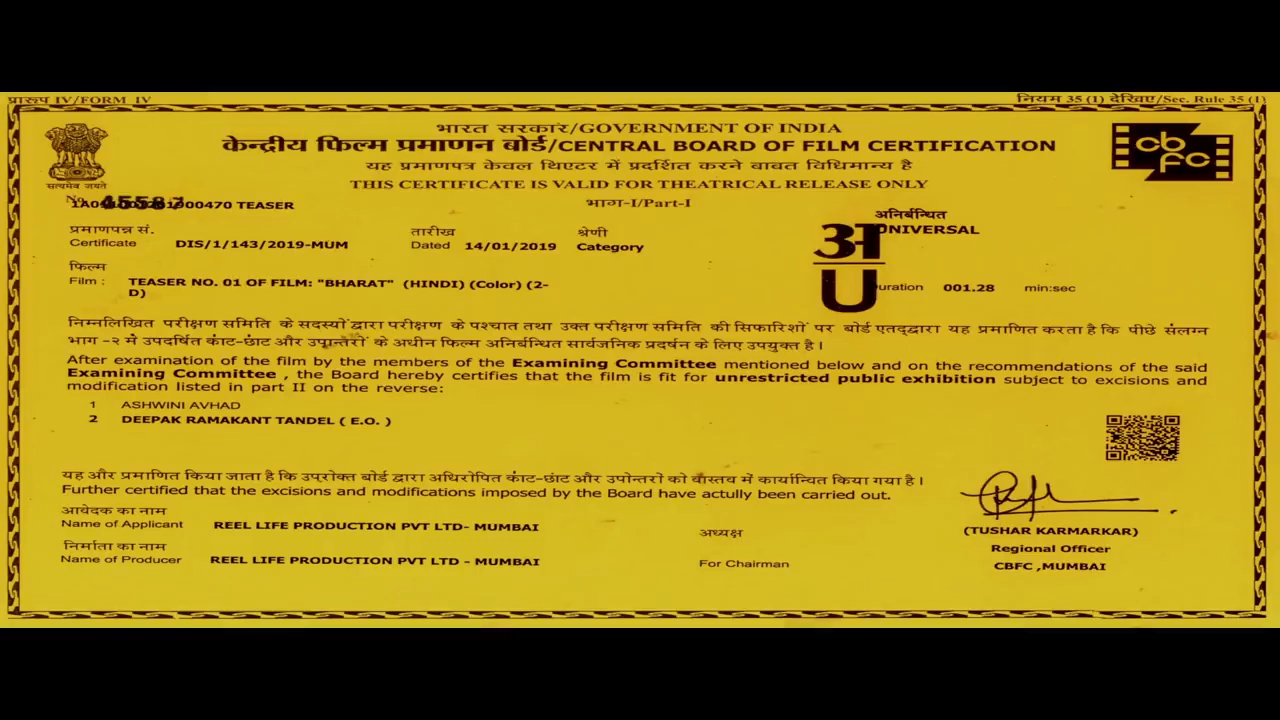 प्रारूप IV/FORM IV
नियम 35 (1) देखिए/Sec. Rule 35 (1)
भारत सरकार/GOVERNMENT OF INDIA
केन्द्रीय फिल्म प्रमाणन बोर्ड/CENTRAL BOARD OF FILM CERTIFICATION
cb
fc
यह प्रमाणपत्र केवल थिएटर में प्रदर्शित करने बाबत विधिमान्य है
सत्यमेव जयते
THIS CERTIFICATE IS VALID FOR THEATRICAL RELEASE ONLY
TEASER
भाग-I/Part-I
प्रमाणपत्र सं.
Certificate DIS/1/143/2019-MUM
तारीख
Dated 14/01/2019
श्रेणी
Category
अ
U
अनिर्बन्धित
UNIVERSAL
फिल्म
Film : TEASER NO. 01 OF FILM: "BHARAT" (HINDI) (Color) (2-
D)
Duration 001.28 min:sec
निम्नलिखित परीक्षण समिति के सदस्यों द्वारा परीक्षण के पश्चात तथा उक्त परीक्षण समिति की सिफारिशों पर बोर्ड एतद्द्वारा यह प्रमाणित करता है कि पीछे संलग्न
भाग -२ में उपदर्षित काट-छाट और उपान्तरों के अधीन फिल्म अनिर्बन्धित सार्वजनिक प्रदर्षन के लिए उपयुक्त है।
After examination of the film by the members of the Examining Committee mentioned below and on the recommendations of the said
Examining Committee , the Board hereby certifies that the film is fit for unrestricted public exhibition subject to excisions and
modification listed in part II on the reverse:
1 ASHWINI AVHAD
2 DEEPAK RAMAKANT TANDEL ( E.O. )
यह और प्रमाणित किया जाता है कि उपरोक्त बोर्ड द्वारा अधिरोपित काट-छांट और उपोन्तरों को वास्तव में कार्यान्वित किया गया है।
Further certified that the excisions and modifications imposed by the Board have actully been carried out.
आवेदक का नाम
Name of Applicant REEL LIFE PRODUCTION PVT LTD- MUMBAI
निर्माता का नाम
Name of Producer REEL LIFE PRODUCTION PVT LTD - MUMBAI
अध्यक्ष
For Chairman
(TUSHAR KARMARKAR)
Regional Officer
CBFC ,MUMBAI